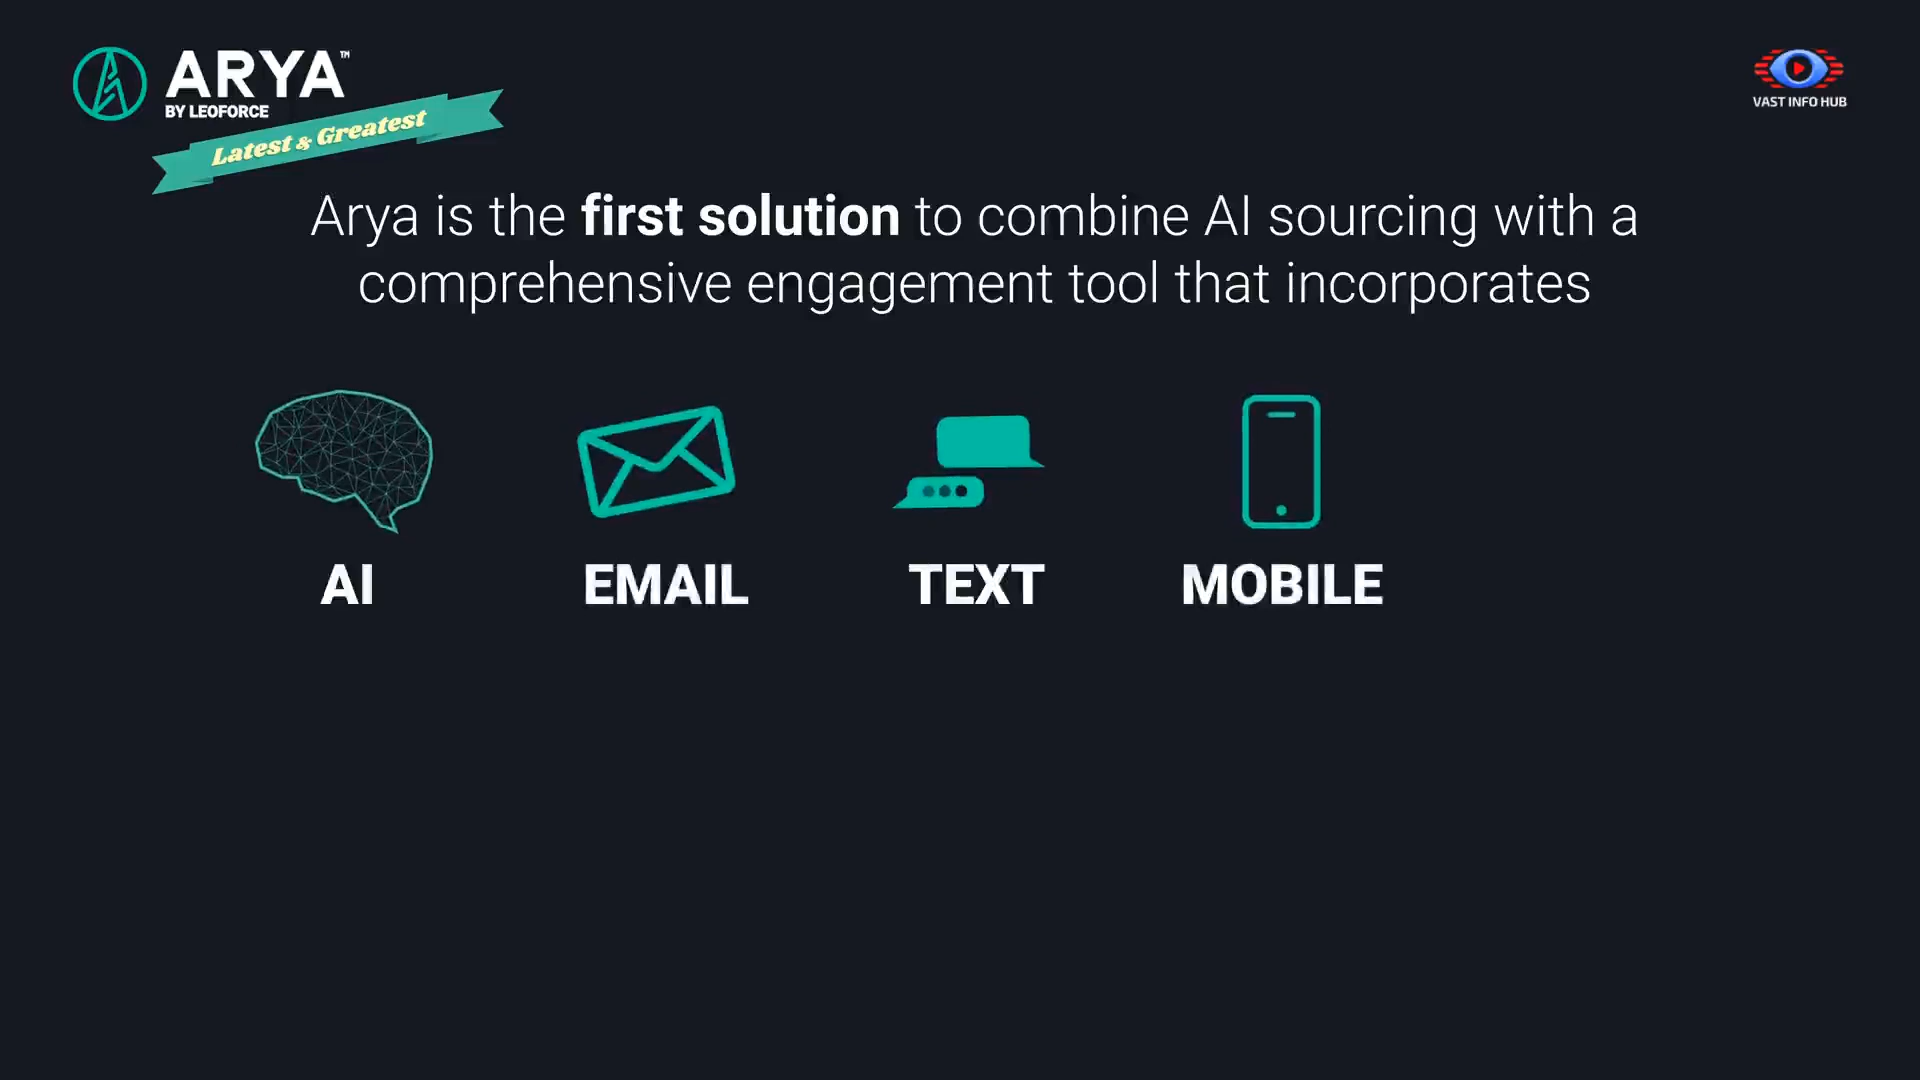 ARYA™
BY LEOFORCE
Latest & Greatest
VAST INFO HUB
Arya is the first solution to combine AI sourcing with a
comprehensive engagement tool that incorporates
AI
EMAIL
TEXT
MOBILE